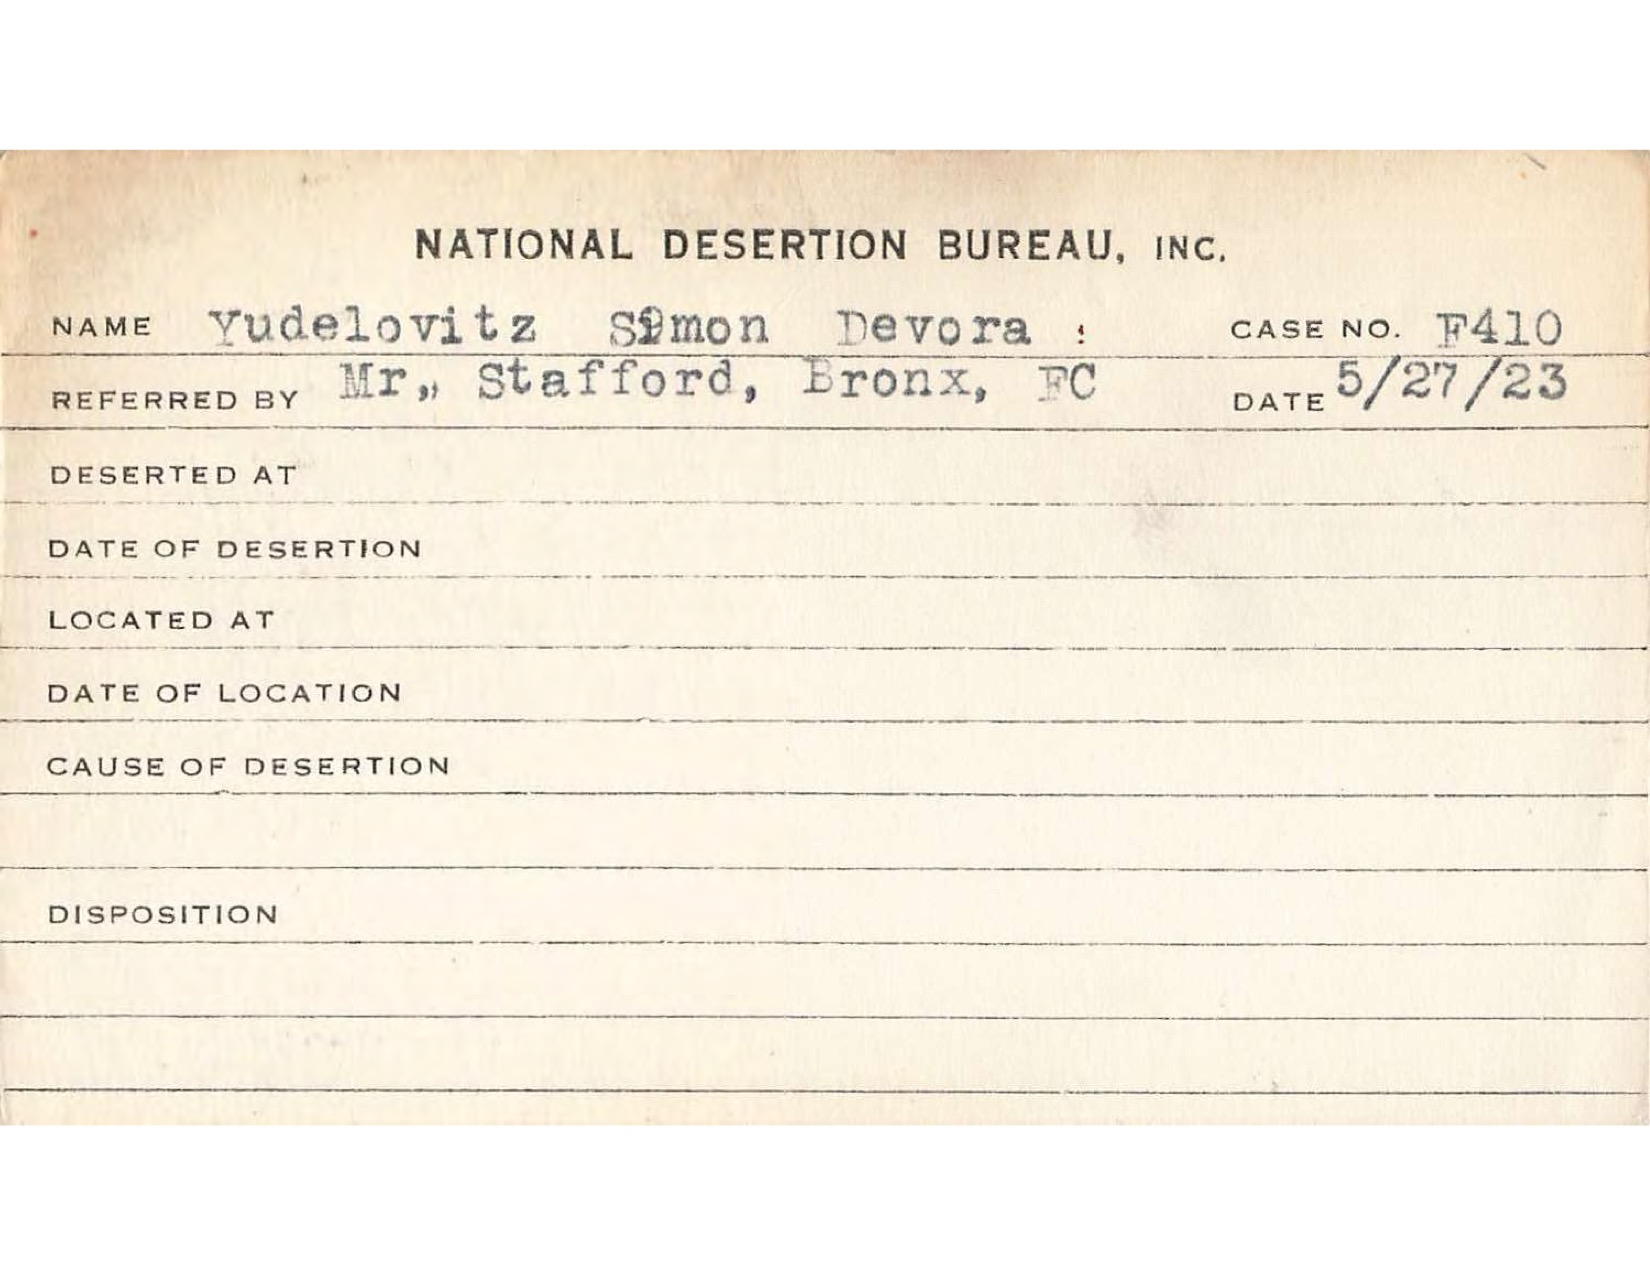 NATIONAL DESERTION BUREAU, INC.
NAME Yudelovitz Simon Devora : CASE NO. F410
REFERRED BY Mr,, Stafford, Bronx, FC DATE 5/27/23
DESERTED AT
DATE OF DESERTION
LOCATED AT
DATE OF LOCATION
CAUSE OF DESERTION
DISPOSITION